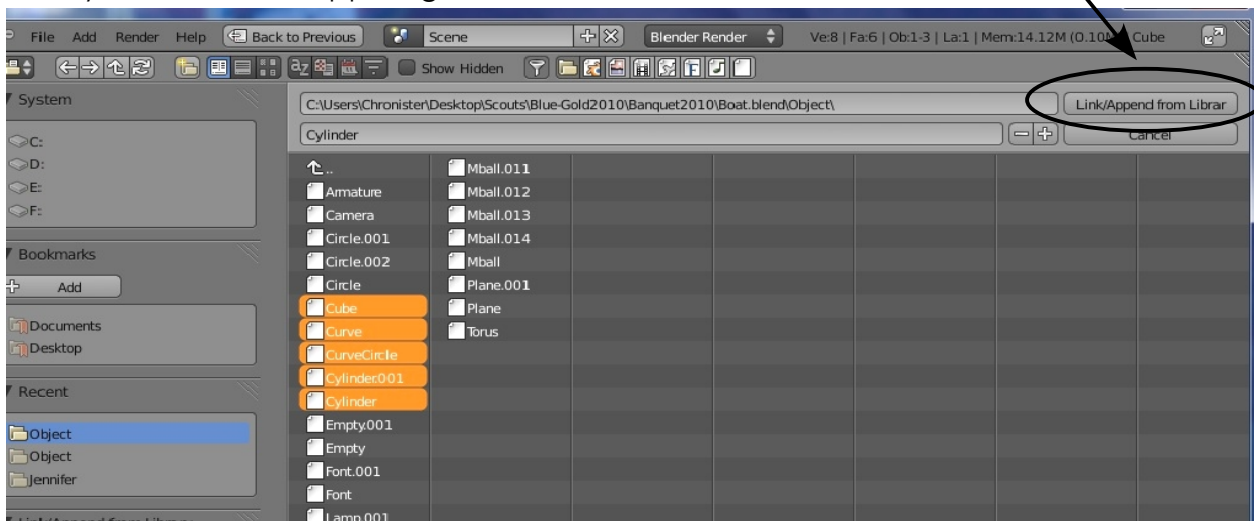 File Add Render Help Back to Previous Scene Blender Render Ve:8 | Fa:6 | Ob:1-3 | La:1 | Mem:14.12M (0.10M) Cube
Show Hidden
System
C:\Users\Chronister\Desktop\Scouts\Blue-Gold2010\Banquet2010\Boat.blend\Object\ Link/Append from Librar
Cylinder Cancel
C:
D:
E:
F:
Bookmarks
Add
Documents
Desktop
Recent
Object
Object
Jennifer
..
Armature
Camera
Circle.001
Circle.002
Circle
Cube
Curve
CurveCircle
Cylinder.001
Cylinder
Empty.001
Empty
Font.001
Font
Lamp.001
Mball.011
Mball.012
Mball.013
Mball.014
Mball
Plane.001
Plane
Torus